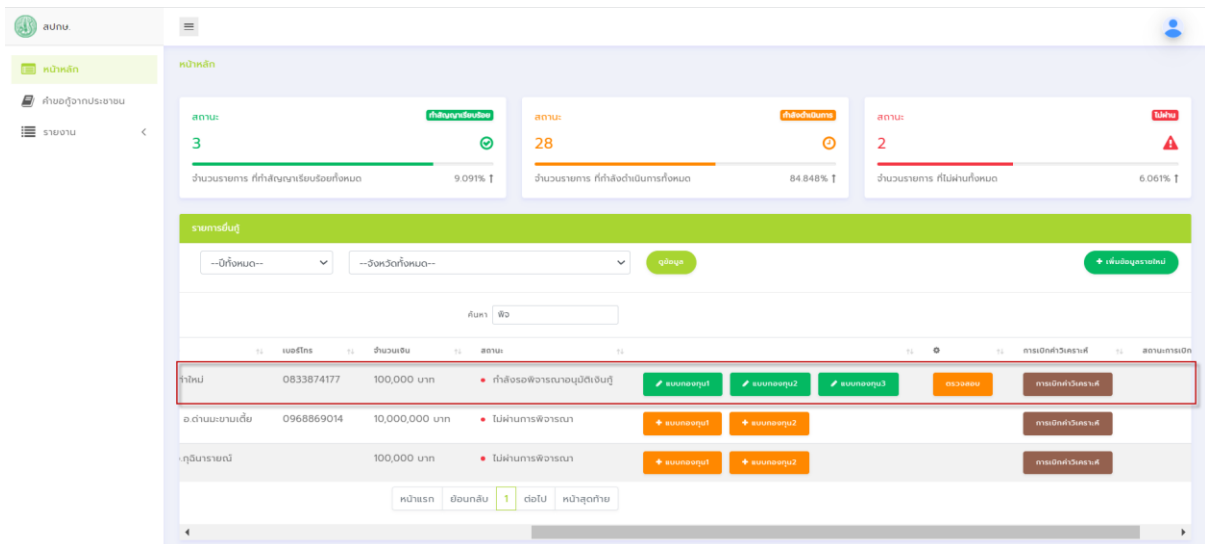 สปกษ.
หน้าหลัก
คำขอกู้จากประชาชน
รายงาน
หน้าหลัก
สถานะ ทำสัญญาเรียบร้อย
3
จำนวนรายการ ที่ทำสัญญาเรียบร้อยทั้งหมด 9.091%
สถานะ กำลังดำเนินการ
28
จำนวนรายการ ที่กำลังดำเนินการทั้งหมด 84.848%
สถานะ ไม่ผ่าน
2
จำนวนรายการ ที่ไม่ผ่านทั้งหมด 6.061%
รายการยื่นกู้
--ปีทั้งหมด-- --จังหวัดทั้งหมด-- ดูข้อมูล + เพิ่มข้อมูลรายใหม่
ค้นหา พิจ
เบอร์โทร จำนวนเงิน สถานะ การเบิกค่าวิเคราะห์ สถานะการเบิก
ว่าใหม่ 0833874177 100,000 บาท กำลังรอพิจารณาอนุมัติเงินกู้ แบบกองทุน1 แบบกองทุน2 แบบกองทุน3 ตรวจสอบ การเบิกค่าวิเคราะห์
อ.ด่านมะขามเตี้ย 0968869014 10,000,000 บาท ไม่ผ่านการพิจารณา + แบบกองทุน1 + แบบกองทุน2 การเบิกค่าวิเคราะห์
.กุฉินารายณ์ 100,000 บาท ไม่ผ่านการพิจารณา + แบบกองทุน1 + แบบกองทุน2 การเบิกค่าวิเคราะห์
หน้าแรก ย้อนกลับ 1 ต่อไป หน้าสุดท้าย